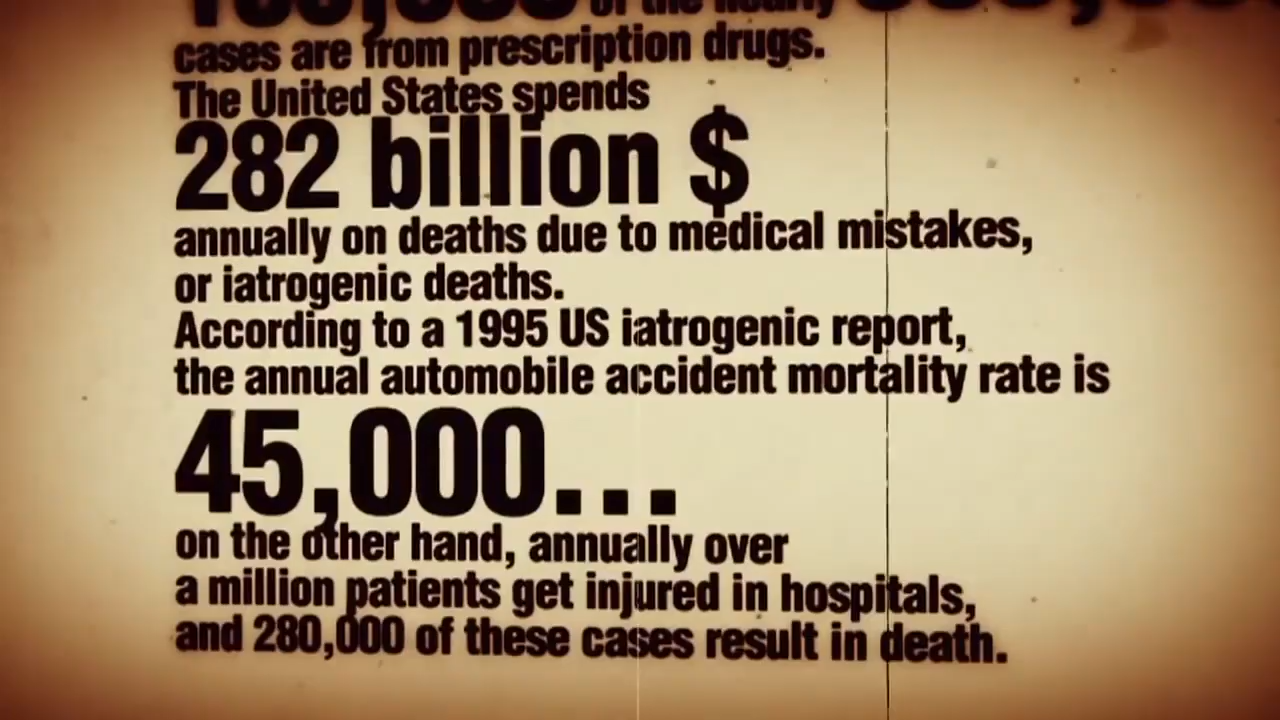 of the nearly
cases are from prescription drugs.
The United States spends
282 billion $
annually on deaths due to medical mistakes,
or iatrogenic deaths.
According to a 1995 US iatrogenic report,
the annual automobile accident mortality rate is
45,000...
on the other hand, annually over
a million patients get injured in hospitals,
and 280,000 of these cases result in death.